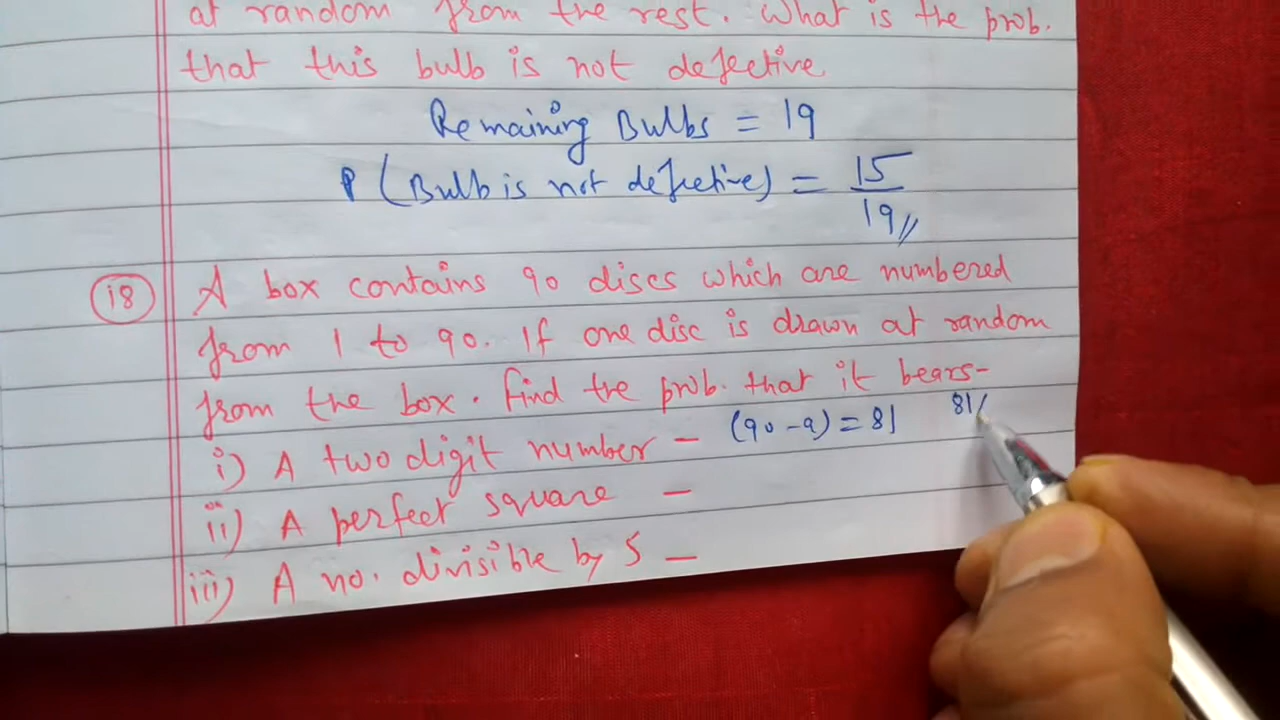 at random from the rest. What is the prob.
that this bulb is not defective
Remaining Bulbs = 19
P (Bulb is not defective) = 15/19 //
18 A box contains 90 discs which are numbered
from 1 to 90. If one disc is drawn at random
from the box. Find the prob. that it bears-
i) A two digit number - (90-9) = 81 81/
ii) A perfect square -
iii) A no. divisible by 5 -